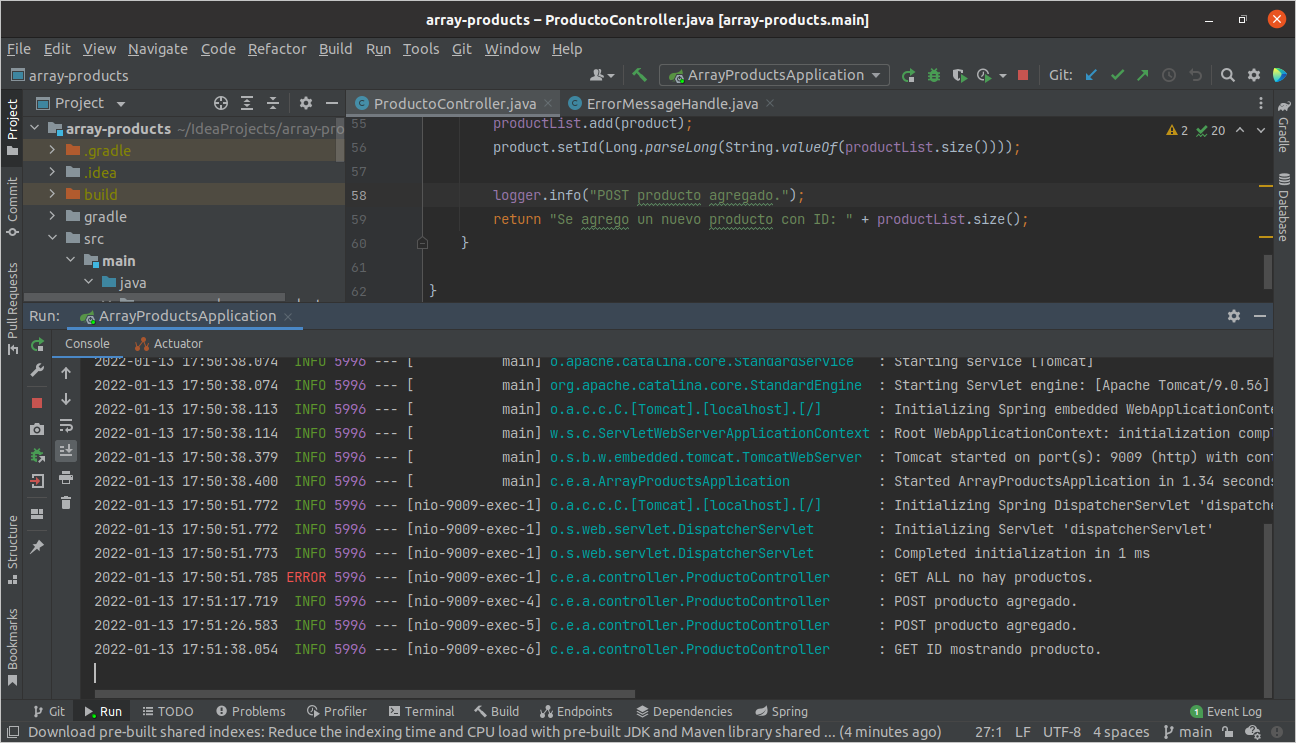 array-products – ProductoController.java [array-products.main]
File Edit View Navigate Code Refactor Build Run Tools Git Window Help
array-products
ArrayProductsApplication
Git:
Project
ProductoController.java
ErrorMessageHandle.java
array-products ~/IdeaProjects/array-pro
.gradle
.idea
build
gradle
src
main
java
Project
Commit
Pull Requests
Structure
Bookmarks
Gradle
Database
2 20
55 productList.add(product);
56 product.setId(Long.parseLong(String.valueOf(productList.size())));
57
58 logger.info("POST producto agregado.");
59 return "Se agrego un nuevo producto con ID: " + productList.size();
60 }
61
62 }
Run: ArrayProductsApplication
Console Actuator
2022-01-13 17:50:38.074 INFO 5996 --- [ main] o.apache.catalina.core.StandardService : Starting service [Tomcat]
2022-01-13 17:50:38.074 INFO 5996 --- [ main] org.apache.catalina.core.StandardEngine : Starting Servlet engine: [Apache Tomcat/9.0.56]
2022-01-13 17:50:38.113 INFO 5996 --- [ main] o.a.c.c.C.[Tomcat].[localhost].[/] : Initializing Spring embedded WebApplicationConte
2022-01-13 17:50:38.114 INFO 5996 --- [ main] w.s.c.ServletWebServerApplicationContext : Root WebApplicationContext: initialization compl
2022-01-13 17:50:38.379 INFO 5996 --- [ main] o.s.b.w.embedded.tomcat.TomcatWebServer : Tomcat started on port(s): 9009 (http) with cont
2022-01-13 17:50:38.400 INFO 5996 --- [ main] c.e.a.ArrayProductsApplication : Started ArrayProductsApplication in 1.34 seconds
2022-01-13 17:50:51.772 INFO 5996 --- [nio-9009-exec-1] o.a.c.c.C.[Tomcat].[localhost].[/] : Initializing Spring DispatcherServlet 'dispatche
2022-01-13 17:50:51.772 INFO 5996 --- [nio-9009-exec-1] o.s.web.servlet.DispatcherServlet : Initializing Servlet 'dispatcherServlet'
2022-01-13 17:50:51.773 INFO 5996 --- [nio-9009-exec-1] o.s.web.servlet.DispatcherServlet : Completed initialization in 1 ms
2022-01-13 17:50:51.785 ERROR 5996 --- [nio-9009-exec-1] c.e.a.controller.ProductoController : GET ALL no hay productos.
2022-01-13 17:51:17.719 INFO 5996 --- [nio-9009-exec-4] c.e.a.controller.ProductoController : POST producto agregado.
2022-01-13 17:51:26.583 INFO 5996 --- [nio-9009-exec-5] c.e.a.controller.ProductoController : POST producto agregado.
2022-01-13 17:51:38.054 INFO 5996 --- [nio-9009-exec-6] c.e.a.controller.ProductoController : GET ID mostrando producto.
Git Run TODO Problems Profiler Terminal Build Endpoints Dependencies Spring 1 Event Log
Download pre-built shared indexes: Reduce the indexing time and CPU load with pre-built JDK and Maven library shared ... (4 minutes ago) 27:1 LF UTF-8 4 spaces main